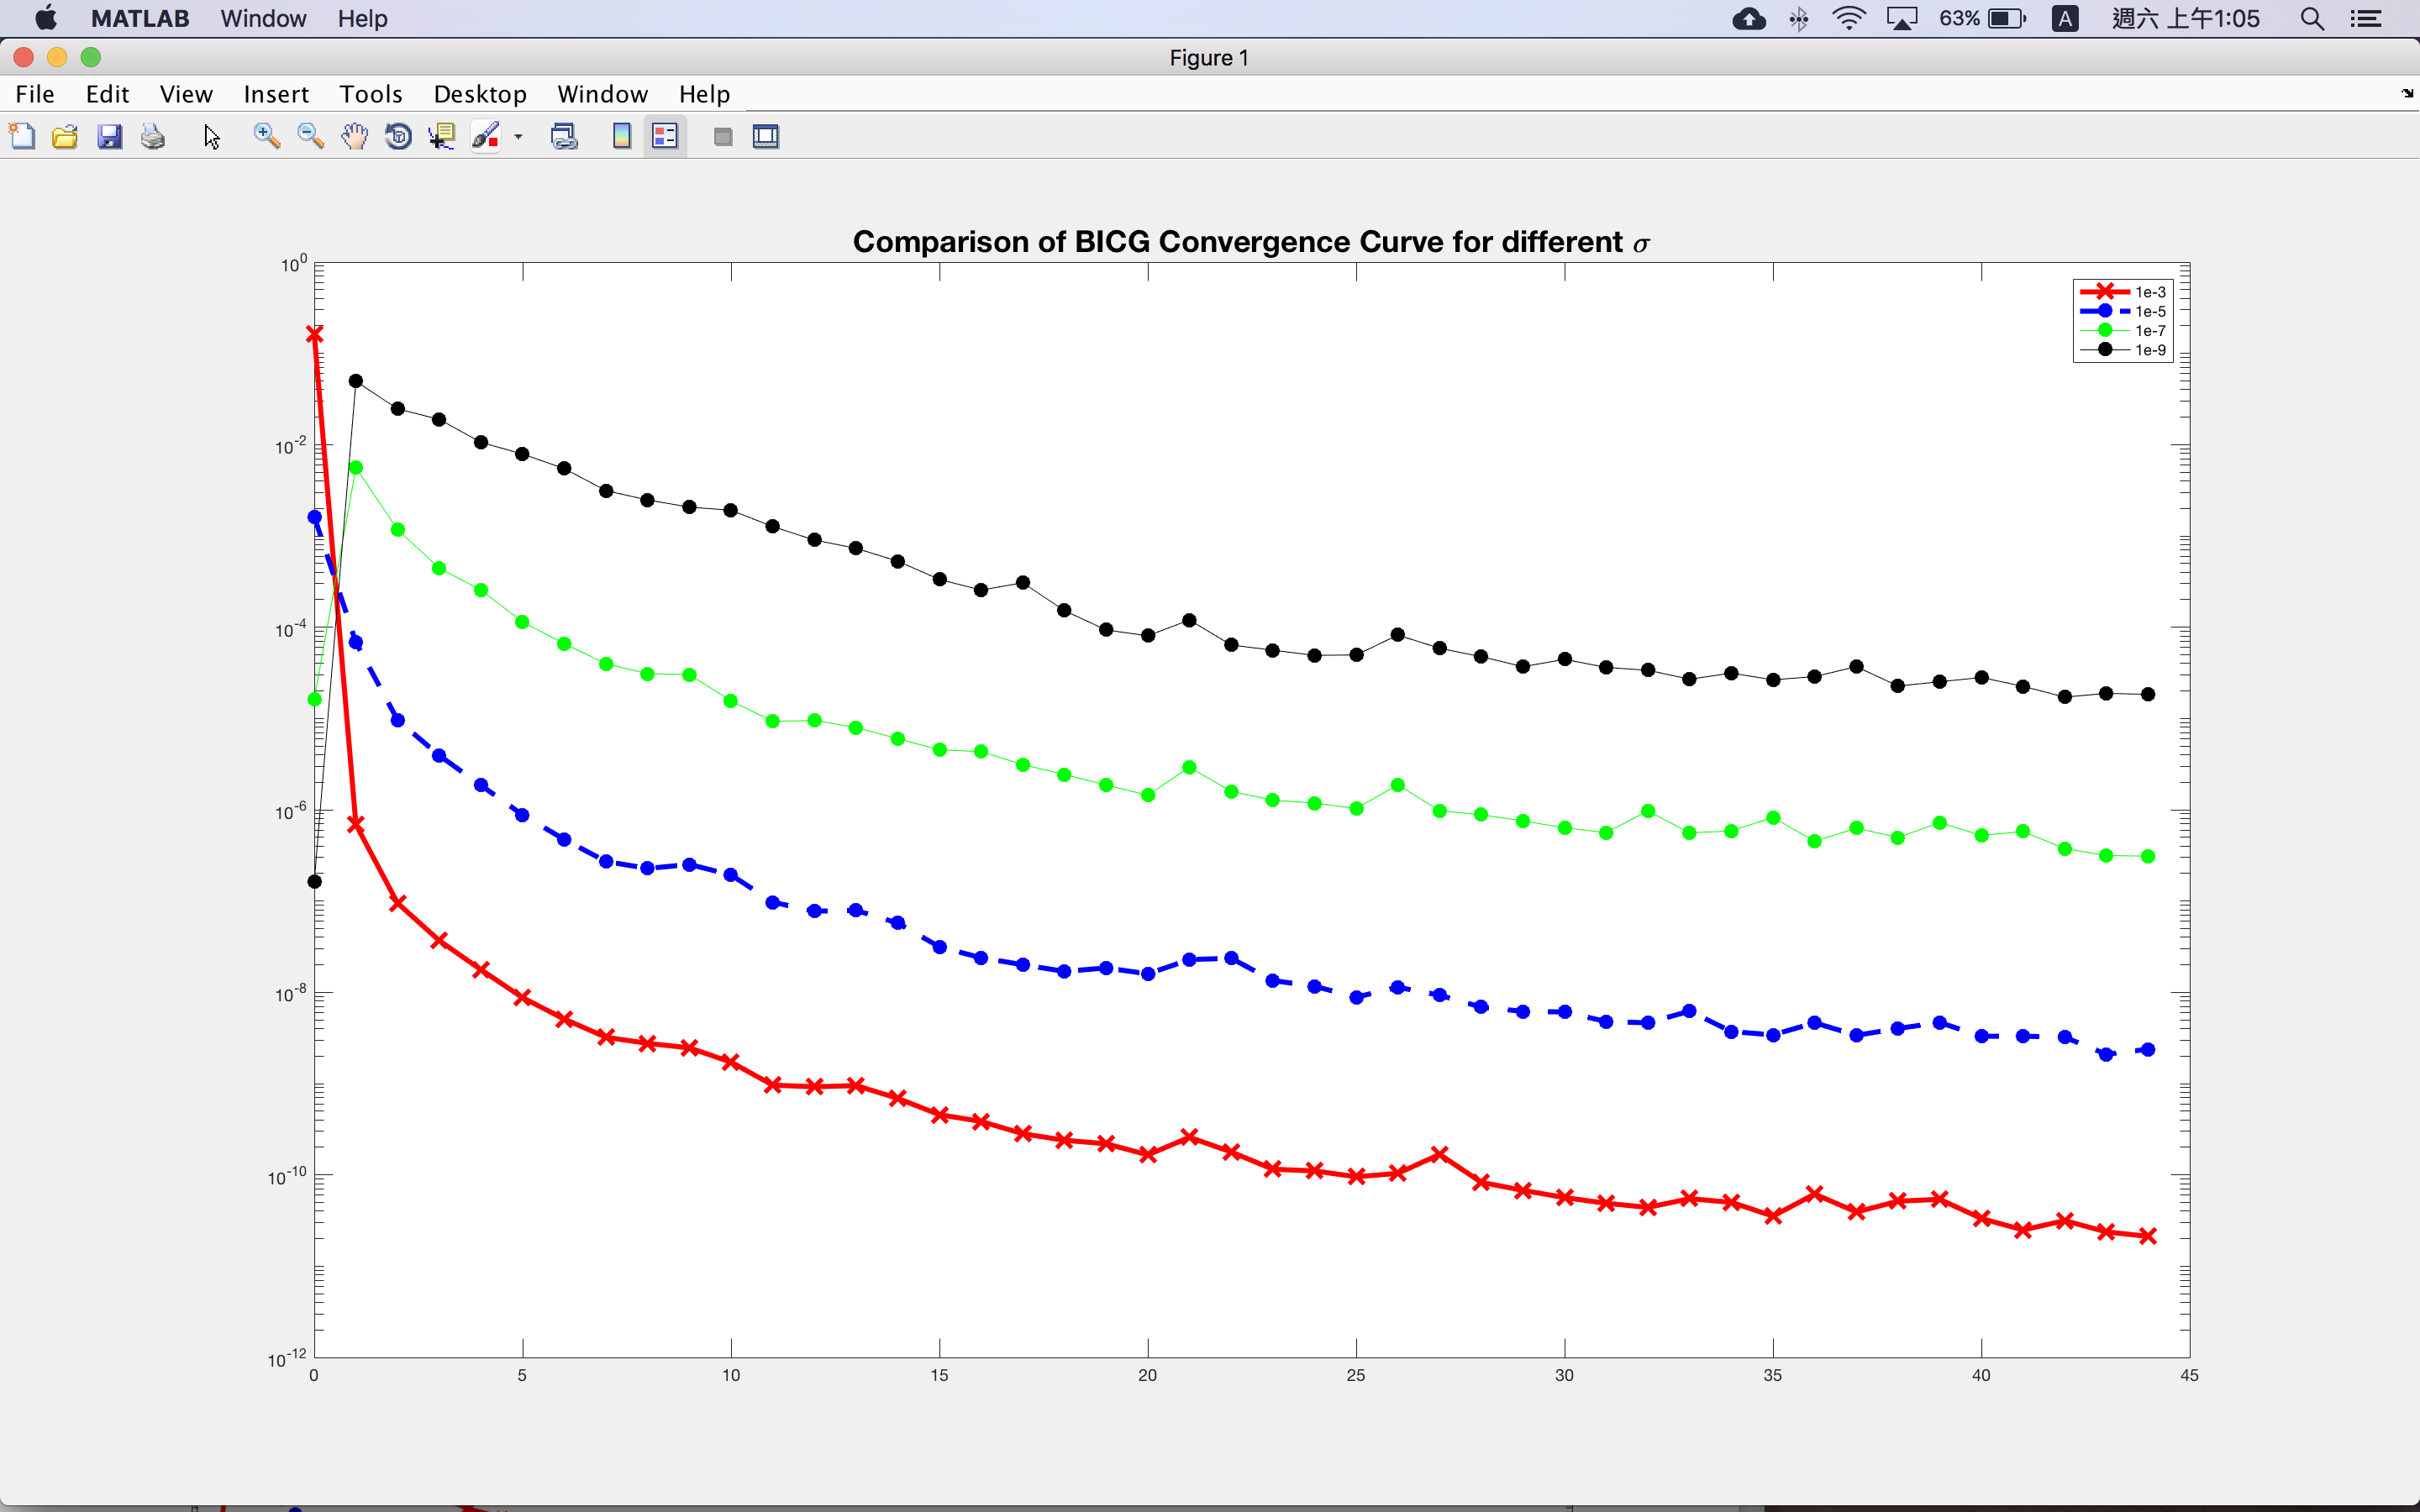 MATLAB Window Help 63% A 週六 上午1:05
Figure 1
File Edit View Insert Tools Desktop Window Help
Comparison of BICG Convergence Curve for different σ
10^0
10^-2
10^-4
10^-6
10^-8
10^-10
10^-12
1e-3
1e-5
1e-7
1e-9
0 5 10 15 20 25 30 35 40 45